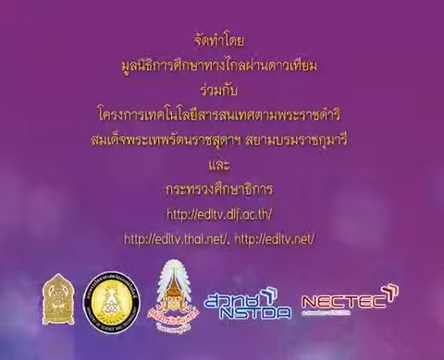 จัดทำโดย
มูลนิธิการศึกษาทางไกลผ่านดาวเทียม
ร่วมกับ
โครงการเทคโนโลยีสารสนเทศตามพระราชดำริ
สมเด็จพระเทพรัตนราชสุดาฯ สยามบรมราชกุมารี
และ
กระทรวงศึกษาธิการ
http://edltv.dlf.ac.th/
http://edltv.thai.net/, http://edltv.net/
สวทช
NSTDA
NECTEC